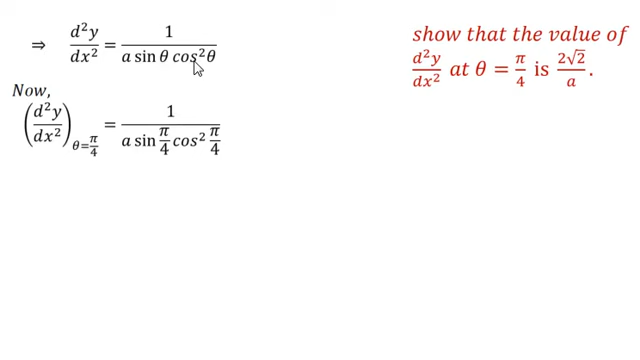 ⇒ d²y/dx² = 1/(a sin θ cos²θ)
Now,
(d²y/dx²)_θ=π/4 = 1/(a sin π/4 cos² π/4)
show that the value of
d²y/dx² at θ = π/4 is 2√2/a.